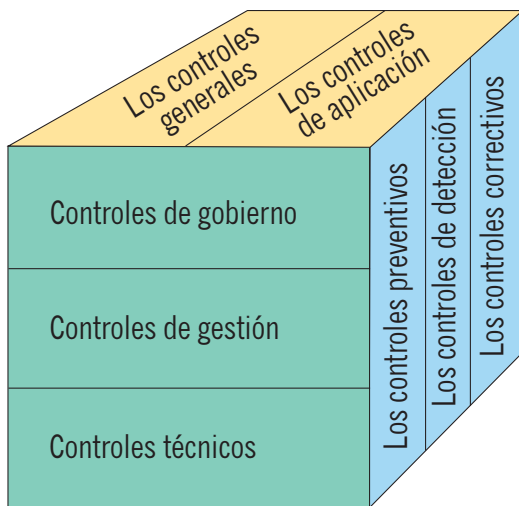 Los controles
generales
Los controles
de aplicación
Controles de gobierno
Controles de gestión
Controles técnicos
Los controles preventivos
Los controles de detección
Los controles correctivos